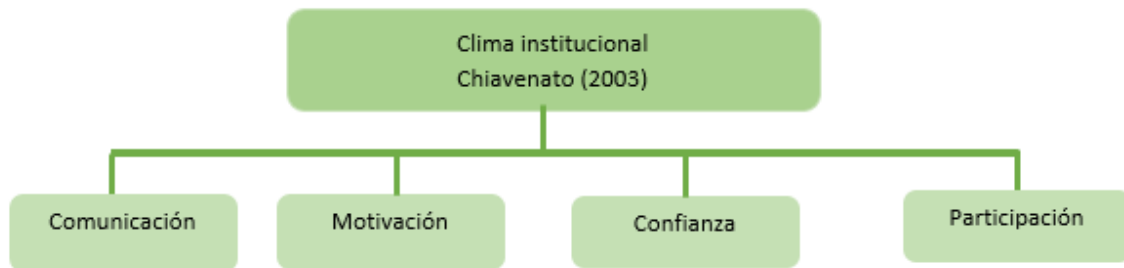 Clima institucional
Chiavenato (2003)
Comunicación
Motivación
Confianza
Participación